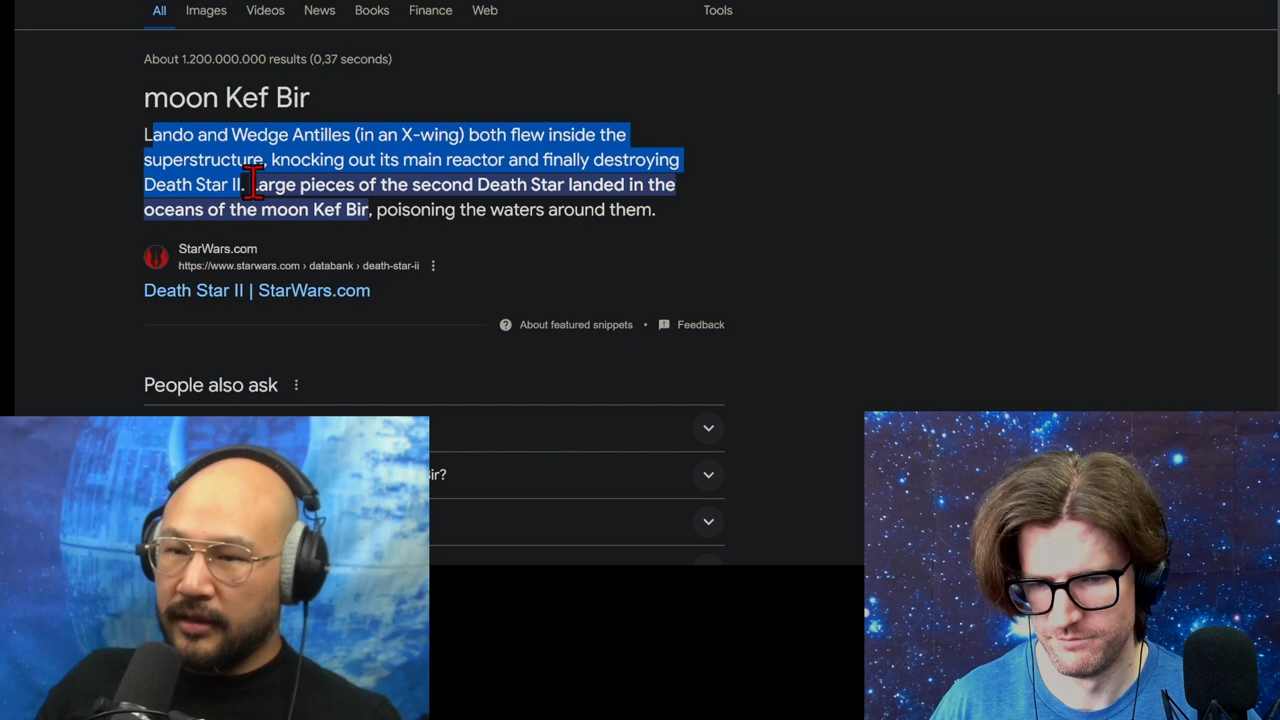 All Images Videos News Books Finance Web Tools
About 1.200.000.000 results (0,37 seconds)
moon Kef Bir
Lando and Wedge Antilles (in an X-wing) both flew inside the
superstructure, knocking out its main reactor and finally destroying
Death Star II. Large pieces of the second Death Star landed in the
oceans of the moon Kef Bir, poisoning the waters around them.
StarWars.com
https://www.starwars.com › databank › death-star-ii
Death Star II | StarWars.com
About featured snippets • Feedback
People also ask
Bir?